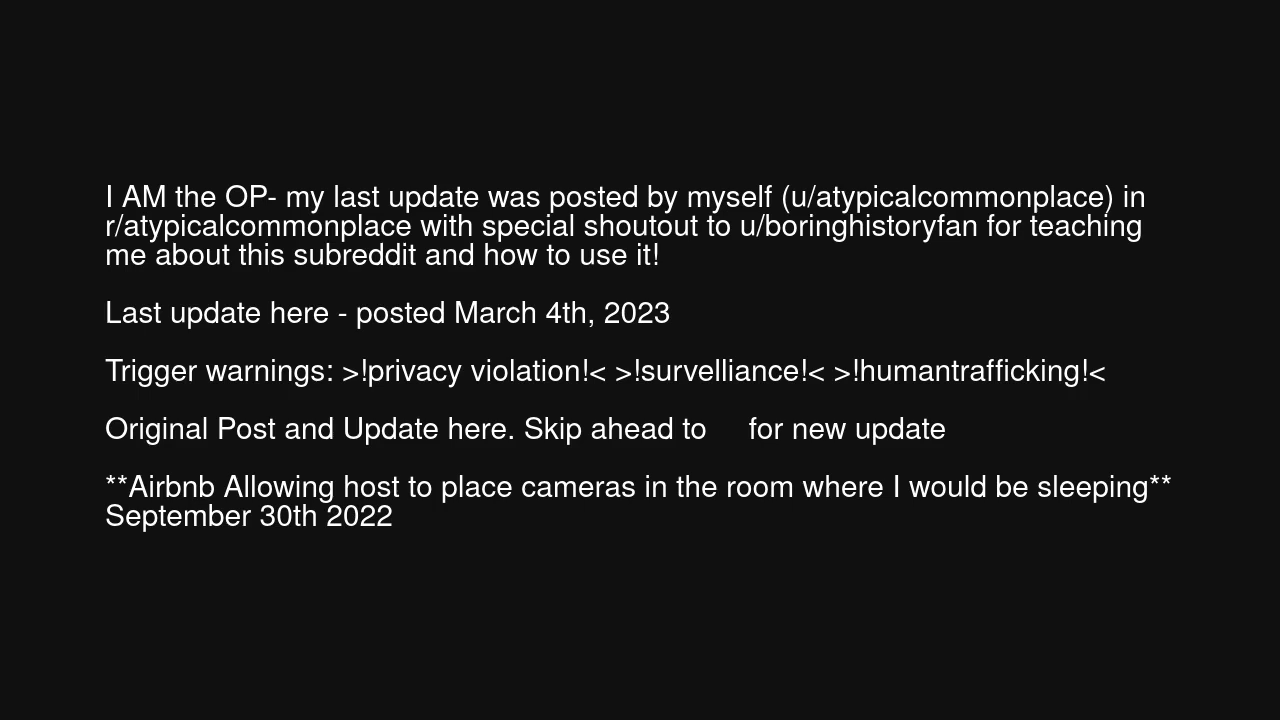 I AM the OP- my last update was posted by myself (u/atypicalcommonplace) in
r/atypicalcommonplace with special shoutout to u/boringhistoryfan for teaching
me about this subreddit and how to use it!
Last update here - posted March 4th, 2023
Trigger warnings: >!privacy violation!< >!survelliance!< >!humantrafficking!<
Original Post and Update here. Skip ahead to for new update
**Airbnb Allowing host to place cameras in the room where I would be sleeping**
September 30th 2022